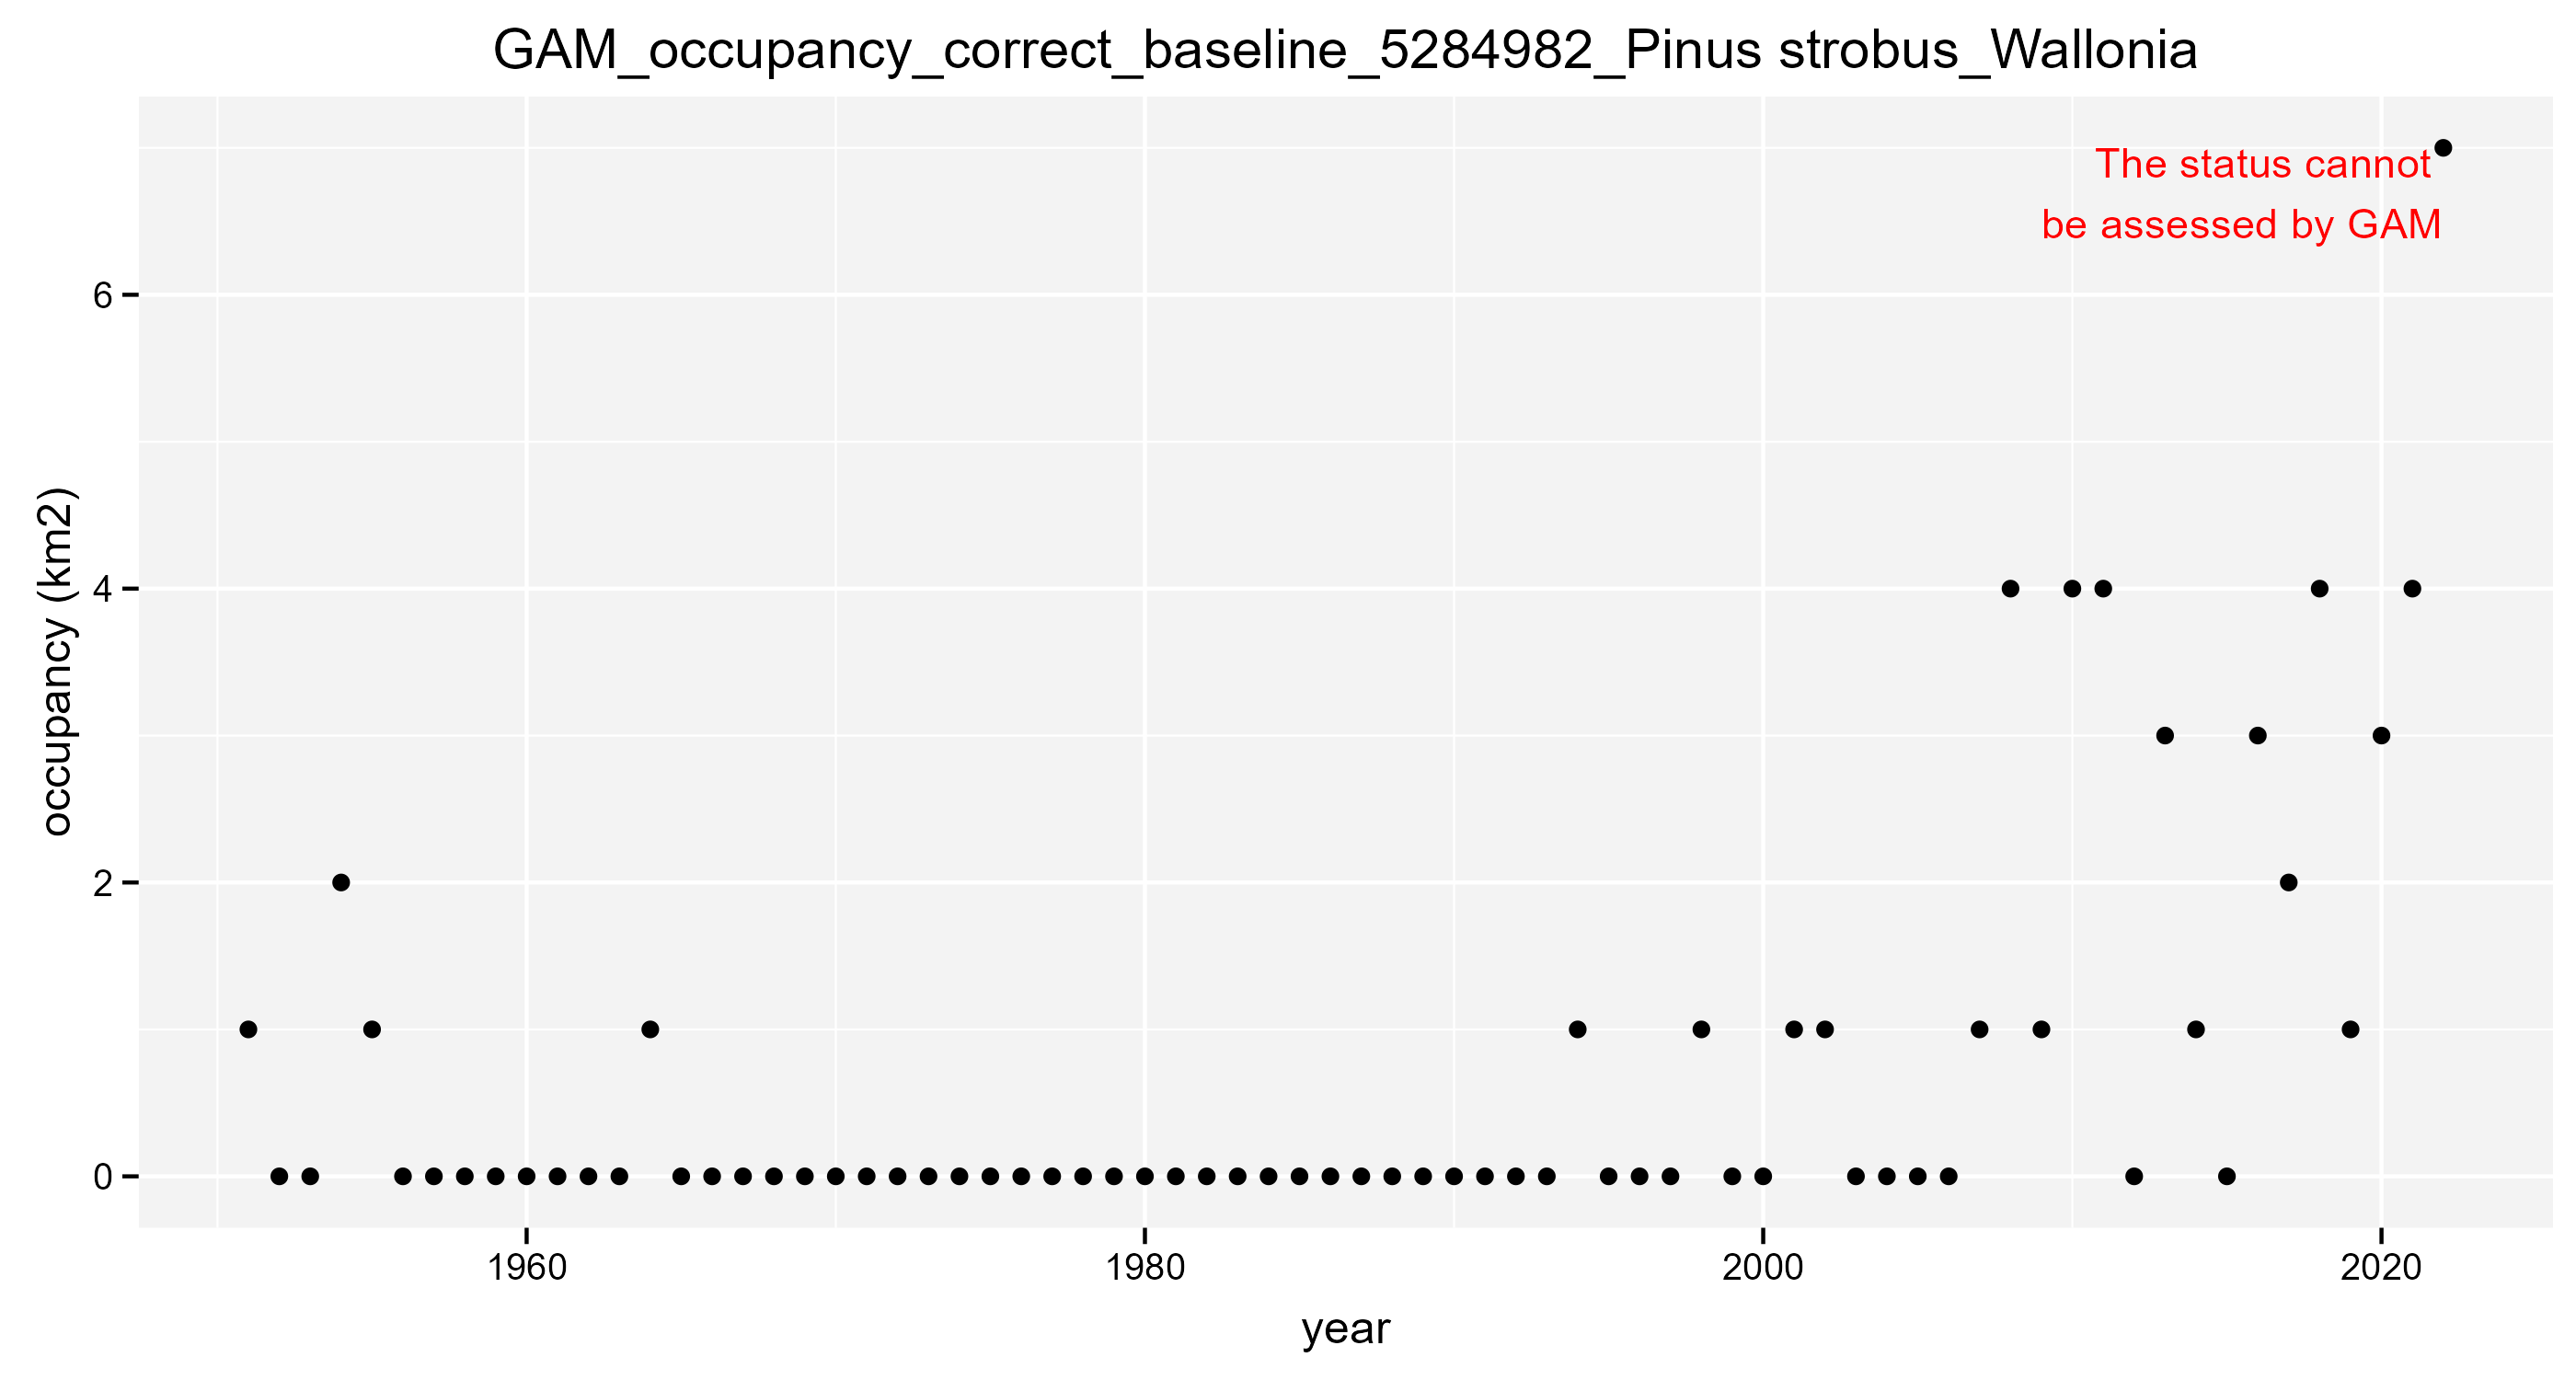 GAM_occupancy_correct_baseline_5284982_Pinus strobus_Wallonia
The status cannot
be assessed by GAM
occupancy (km2)
6
4
2
0
1960
1980
2000
2020
year